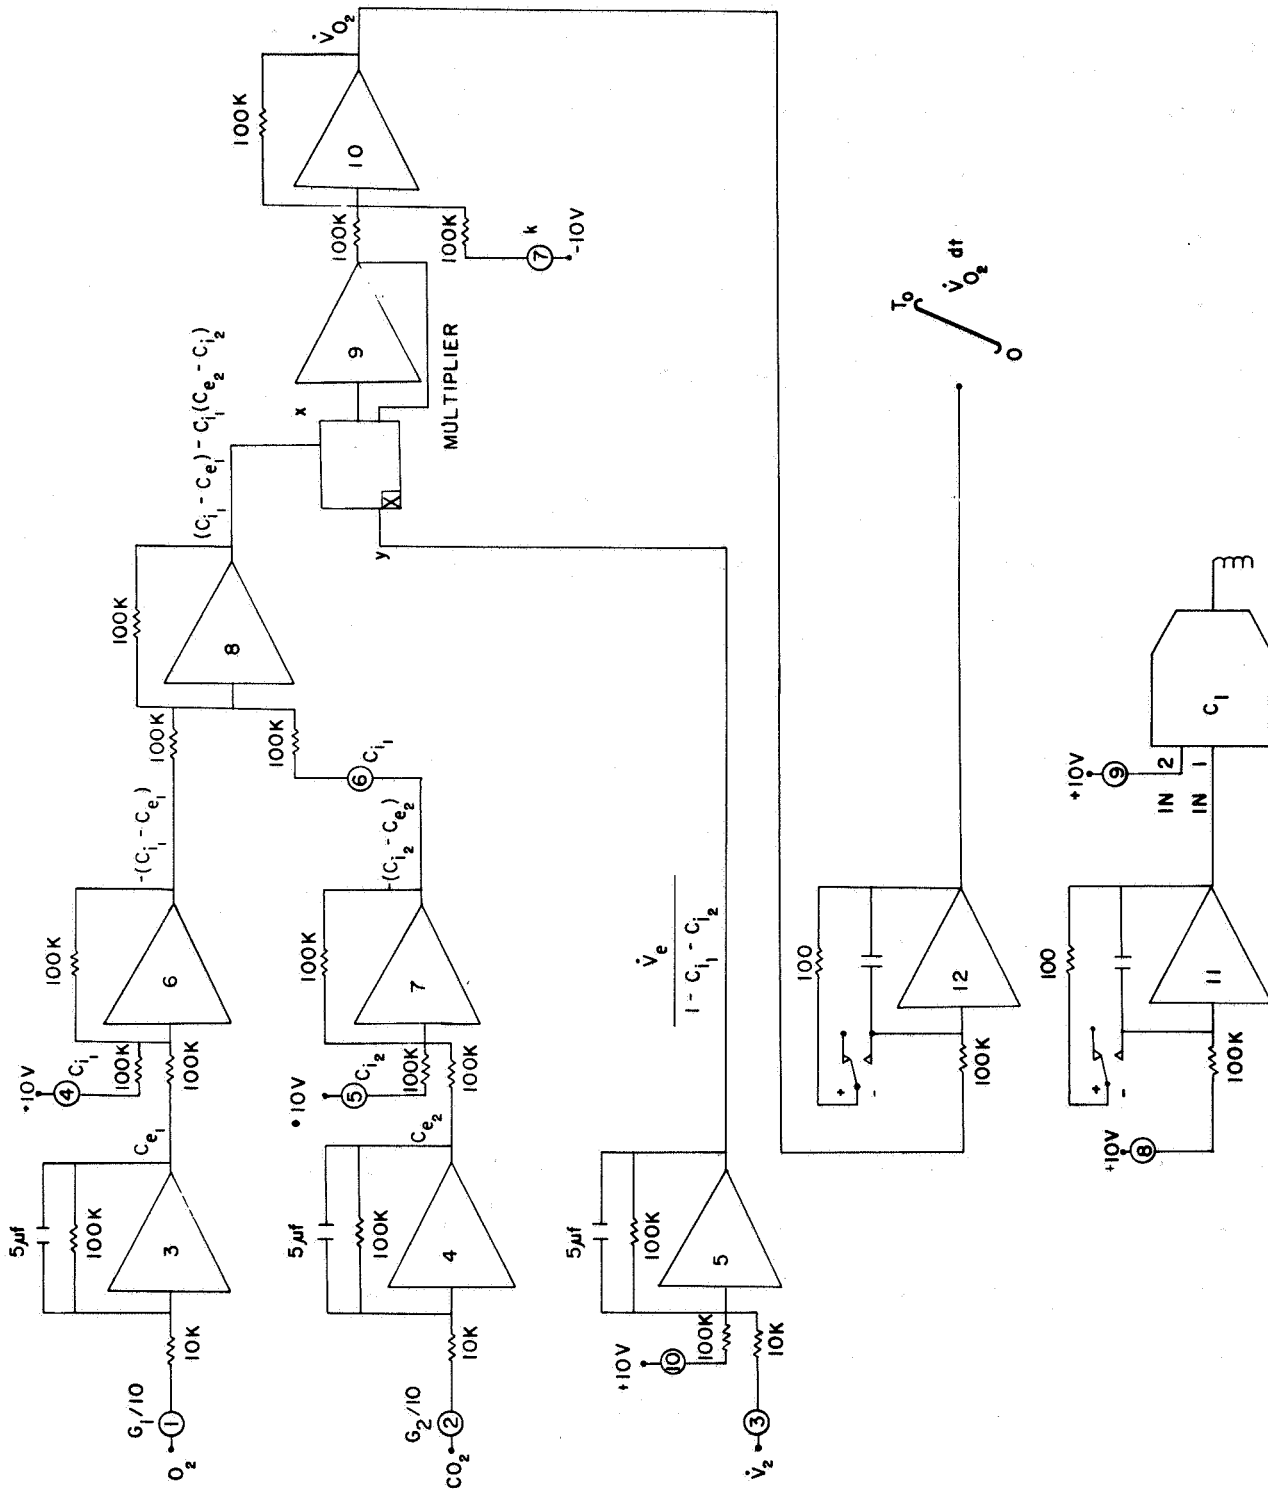 V̇O₂
100K
10
100K
100K
k
7
-10V
9
x
MULTIPLIER
X
y
(Ci₁ - Ce₁) - Ci₁(Ce₂ - Ci₂)
100K
8
100K
100K
6 Ci₁
-(Ci₁ - Ce₁)
100K
6
+10V
4 Ci₁
100K
100K
Ce₁
5µf
100K
3
10K
G₁/10
1
O₂
-(Ci₂ - Ce₂)
100K
7
10V
5 Ci₂
100K
100K
Ce₂
5µf
100K
4
10K
G₂/10
2
CO₂
V̇e
1 - Ci₁ - Ci₂
5µf
100K
5
+10V
10
100K
10K
3
V̇₂
∫ T₀ 0 V̇O₂ dt
100
12
+
-
100K
+10V
9
IN 2
IN 1
C₁
100
11
+
-
100K
+10V
8